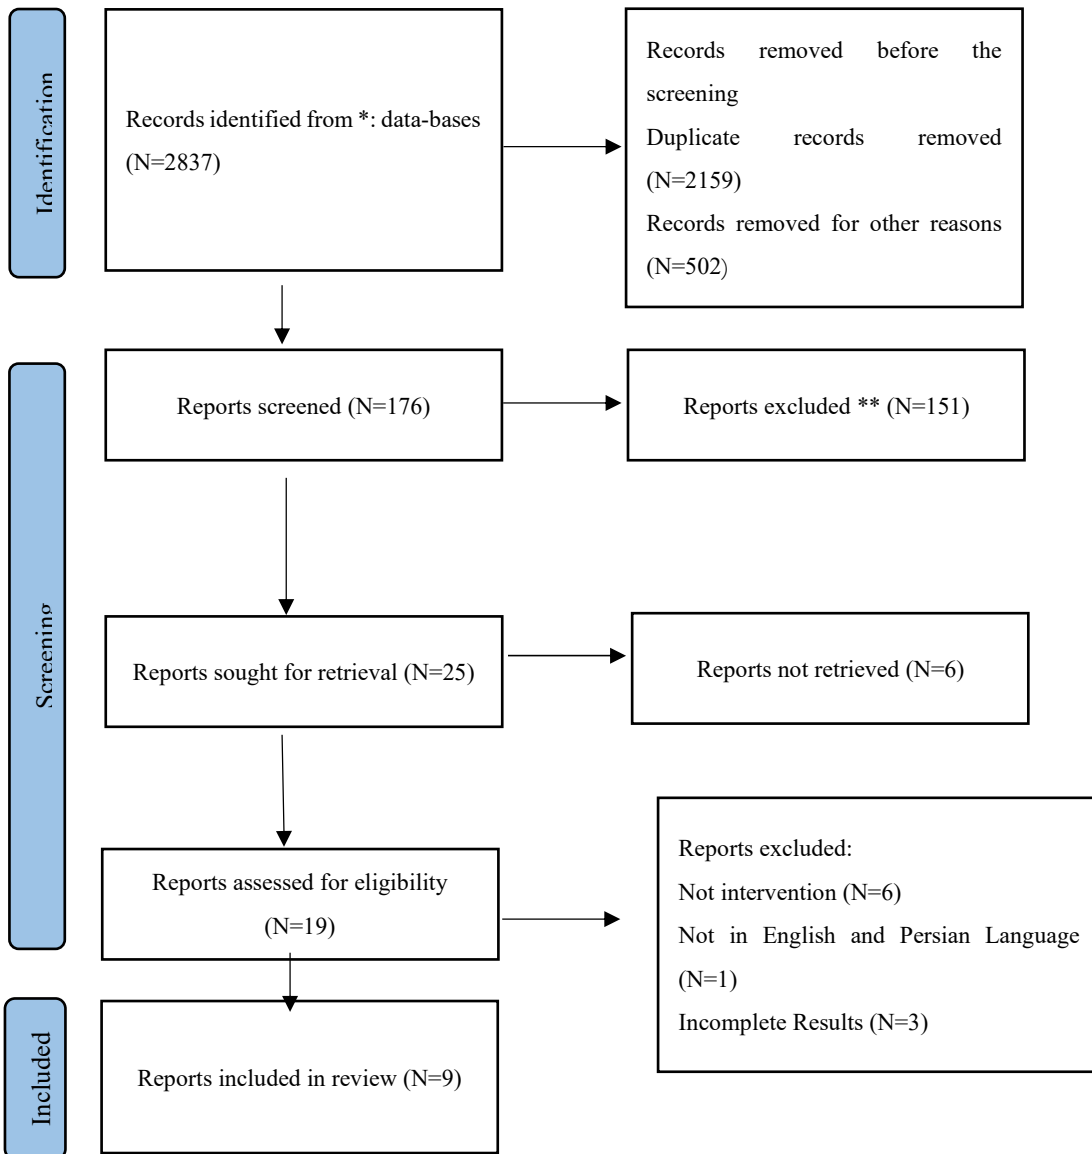 Identification
Records identified from *: data-bases
(N=2837)
Records removed before the
screening
Duplicate records removed
(N=2159)
Records removed for other reasons
(N=502)
Screening
Reports screened (N=176)
Reports excluded ** (N=151)
Reports sought for retrieval (N=25)
Reports not retrieved (N=6)
Reports assessed for eligibility
(N=19)
Reports excluded:
Not intervention (N=6)
Not in English and Persian Language
(N=1)
Incomplete Results (N=3)
Included
Reports included in review (N=9)